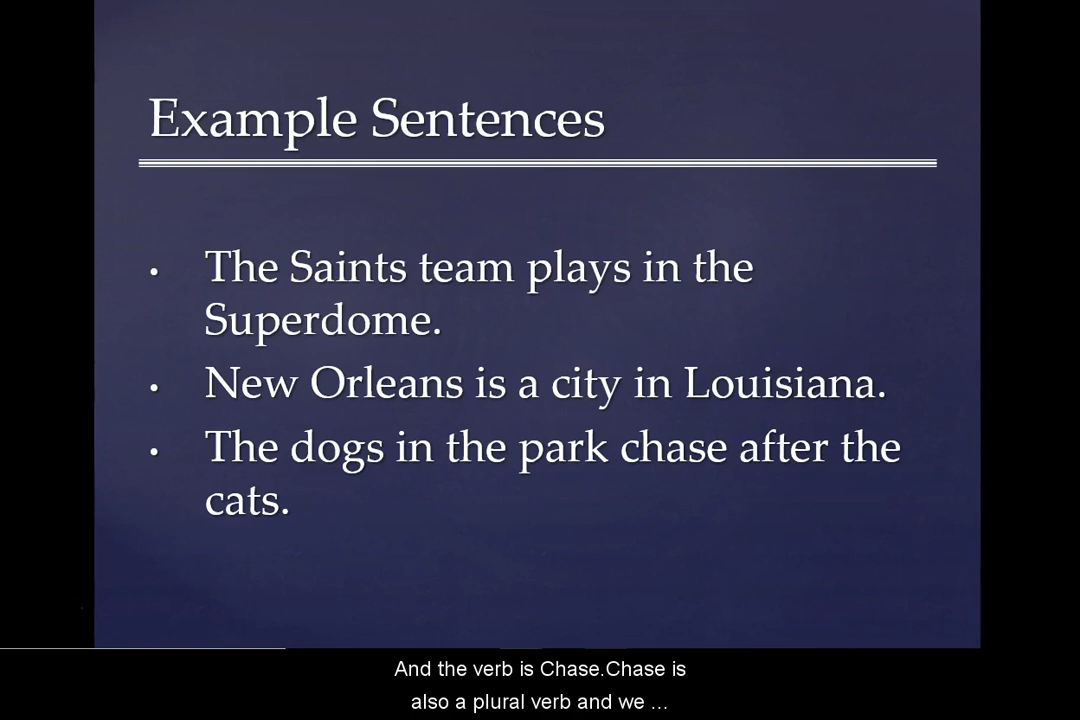 Example Sentences
• The Saints team plays in the
Superdome.
• New Orleans is a city in Louisiana.
• The dogs in the park chase after the
cats.
And the verb is Chase.Chase is
also a plural verb and we ...